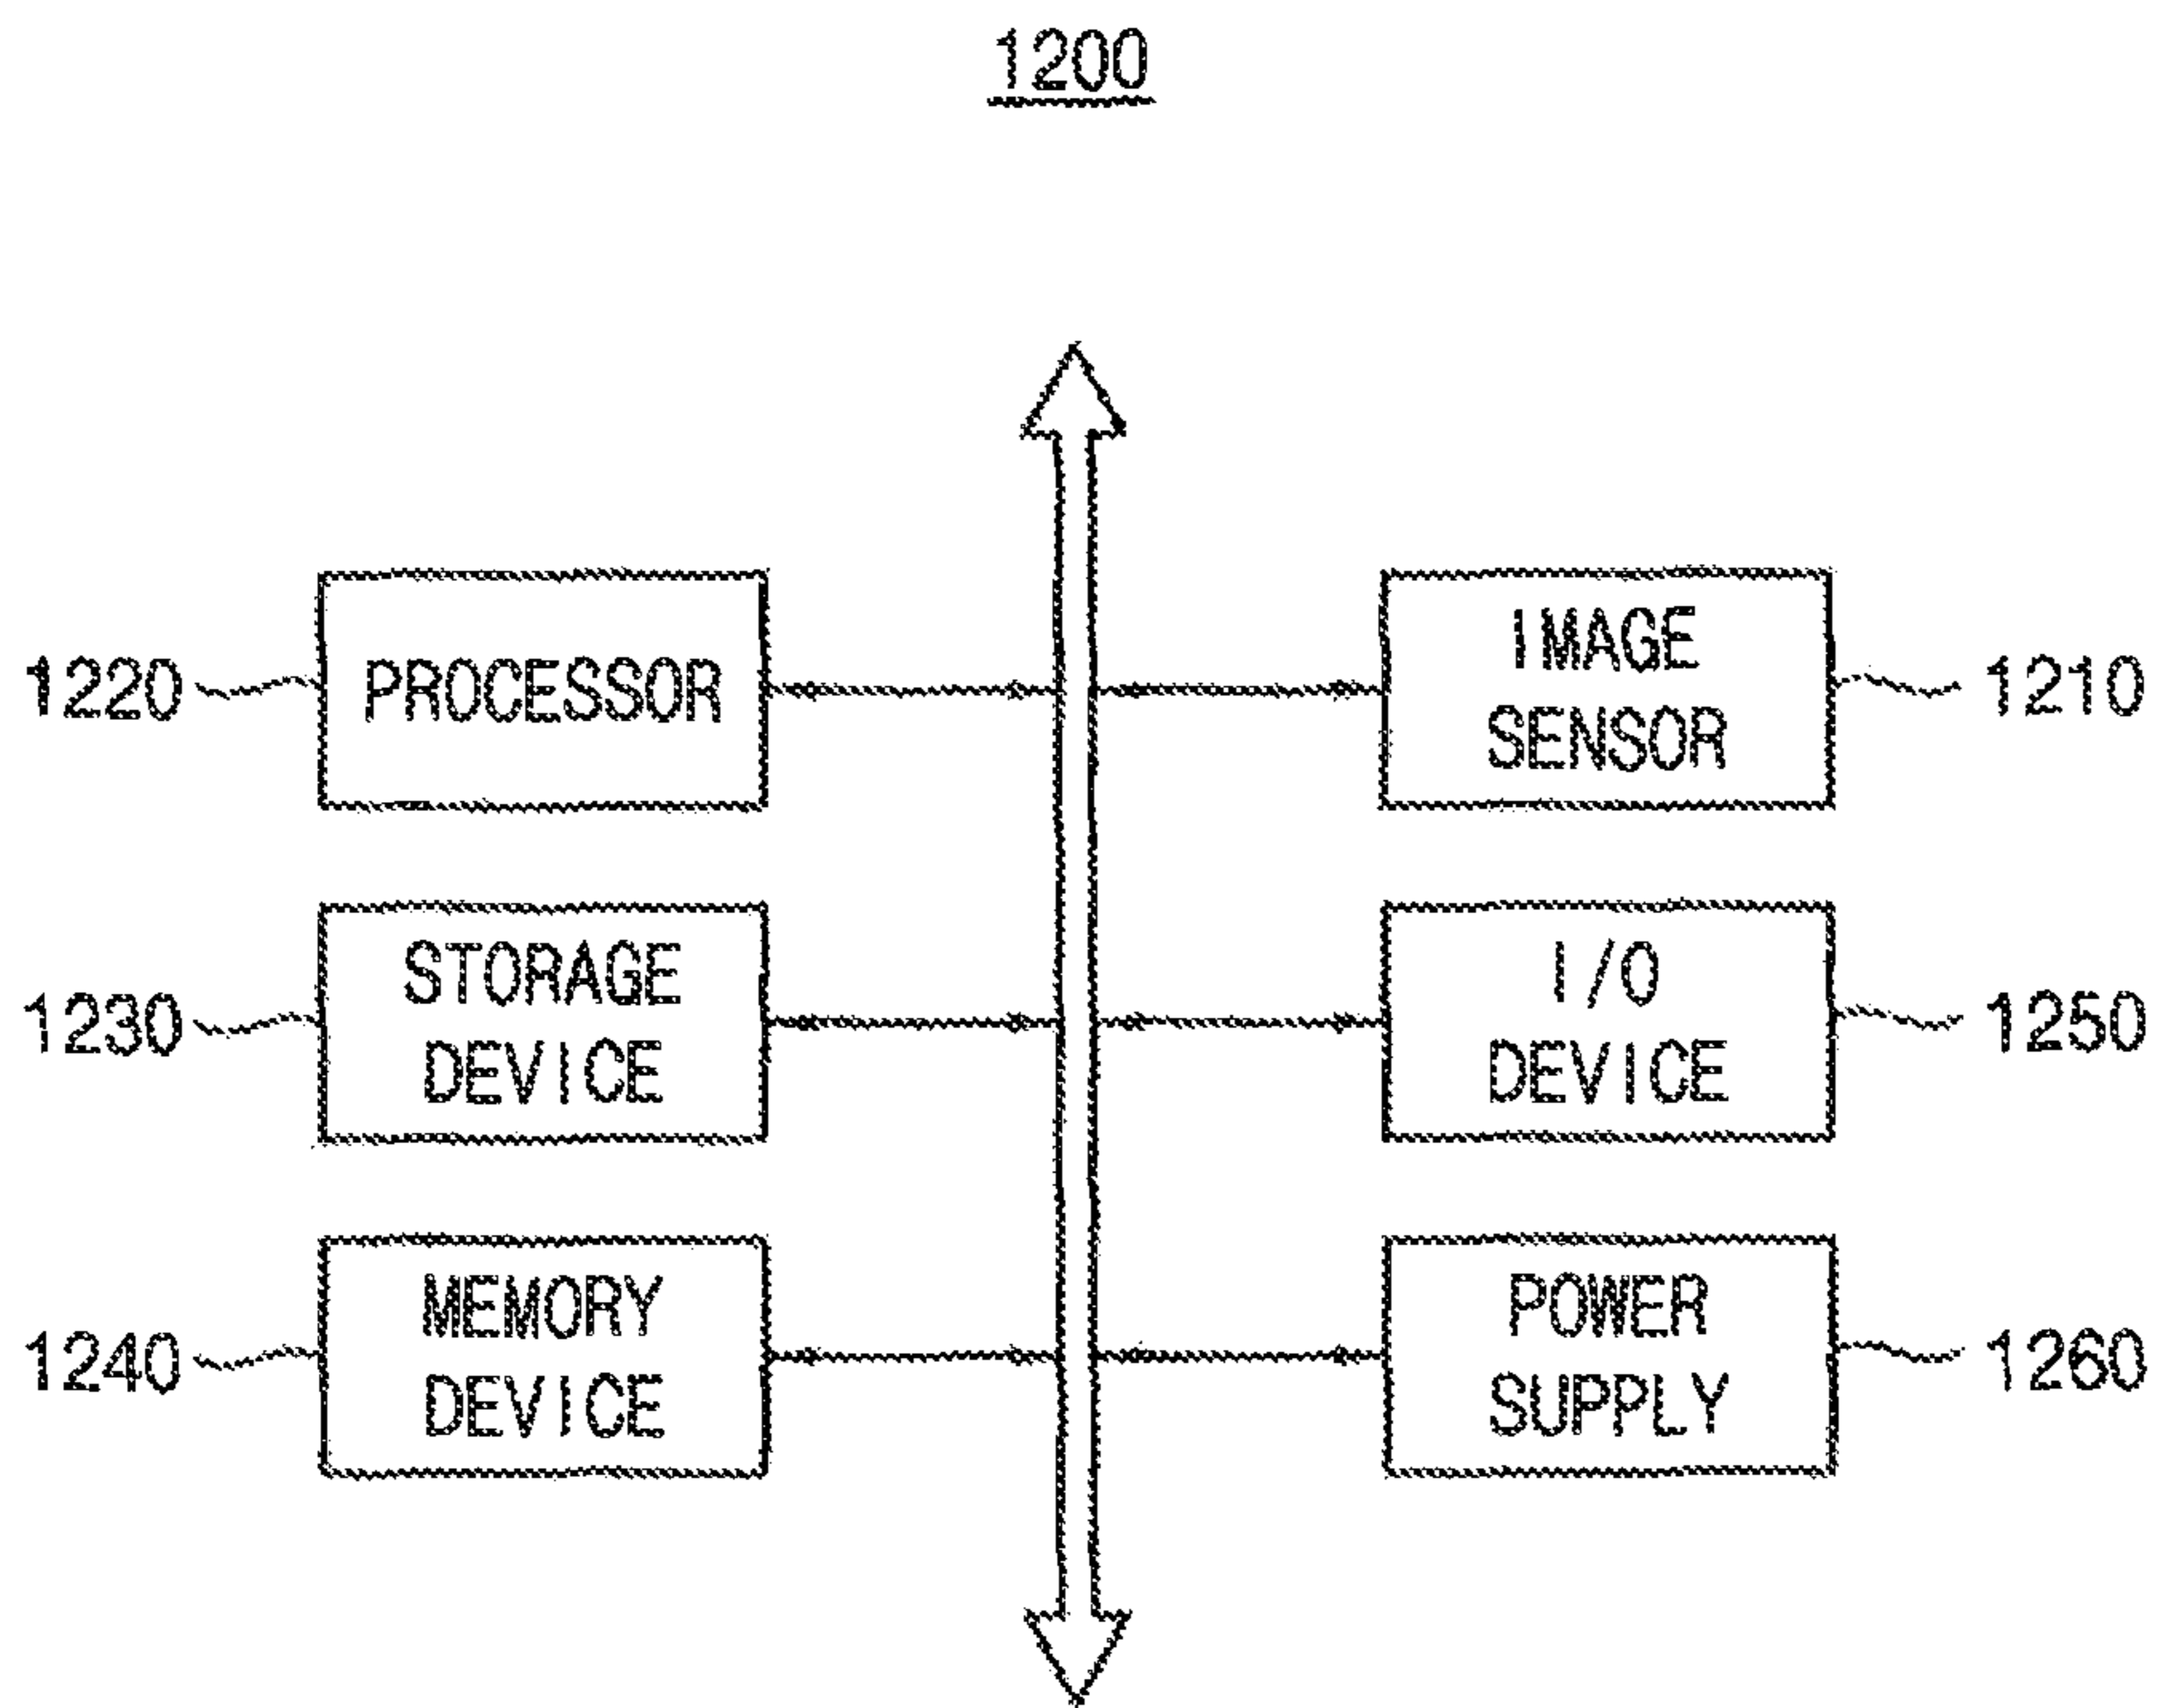 1200
1220
PROCESSOR
IMAGE
SENSOR
1210
1230
STORAGE
DEVICE
I/O
DEVICE
1250
1240
MEMORY
DEVICE
POWER
SUPPLY
1260